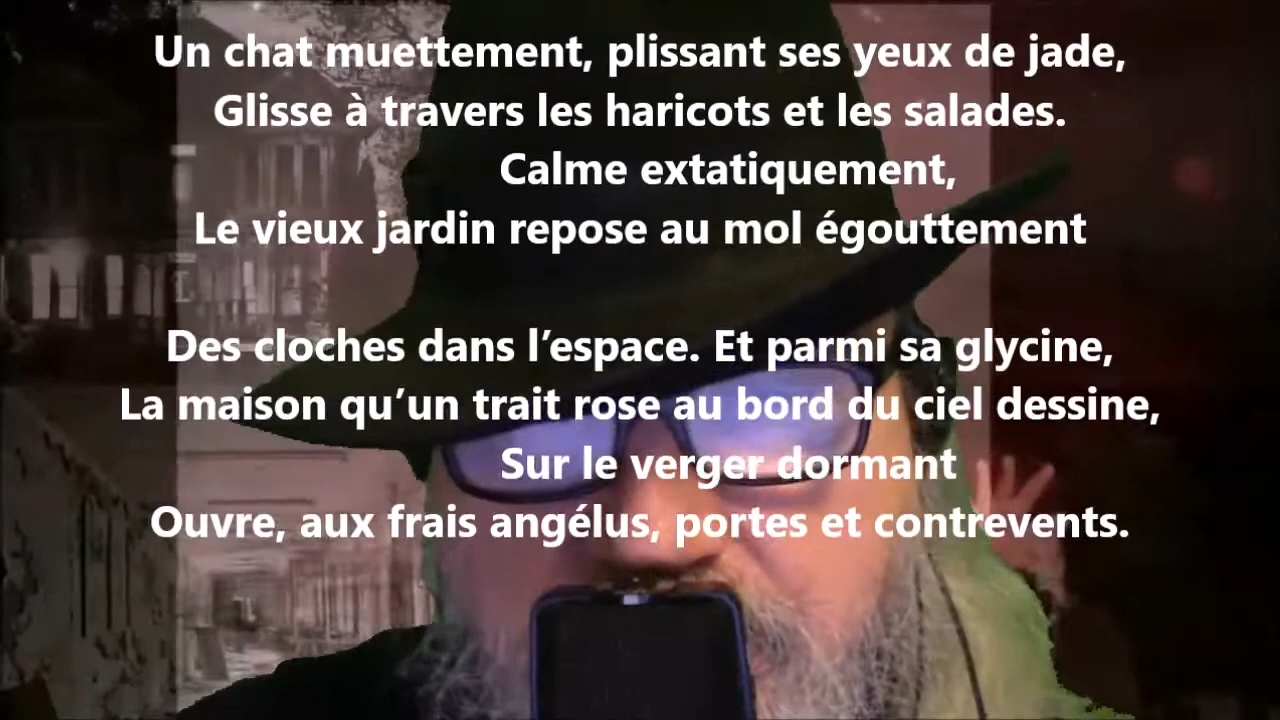 Un chat muettement, plissant ses yeux de jade,
Glisse à travers les haricots et les salades.
Calme extatiquement,
Le vieux jardin repose au mol égouttement
Des cloches dans l’espace. Et parmi sa glycine,
La maison qu’un trait rose au bord du ciel dessine,
Sur le verger dormant
Ouvre, aux frais angélus, portes et contrevents.